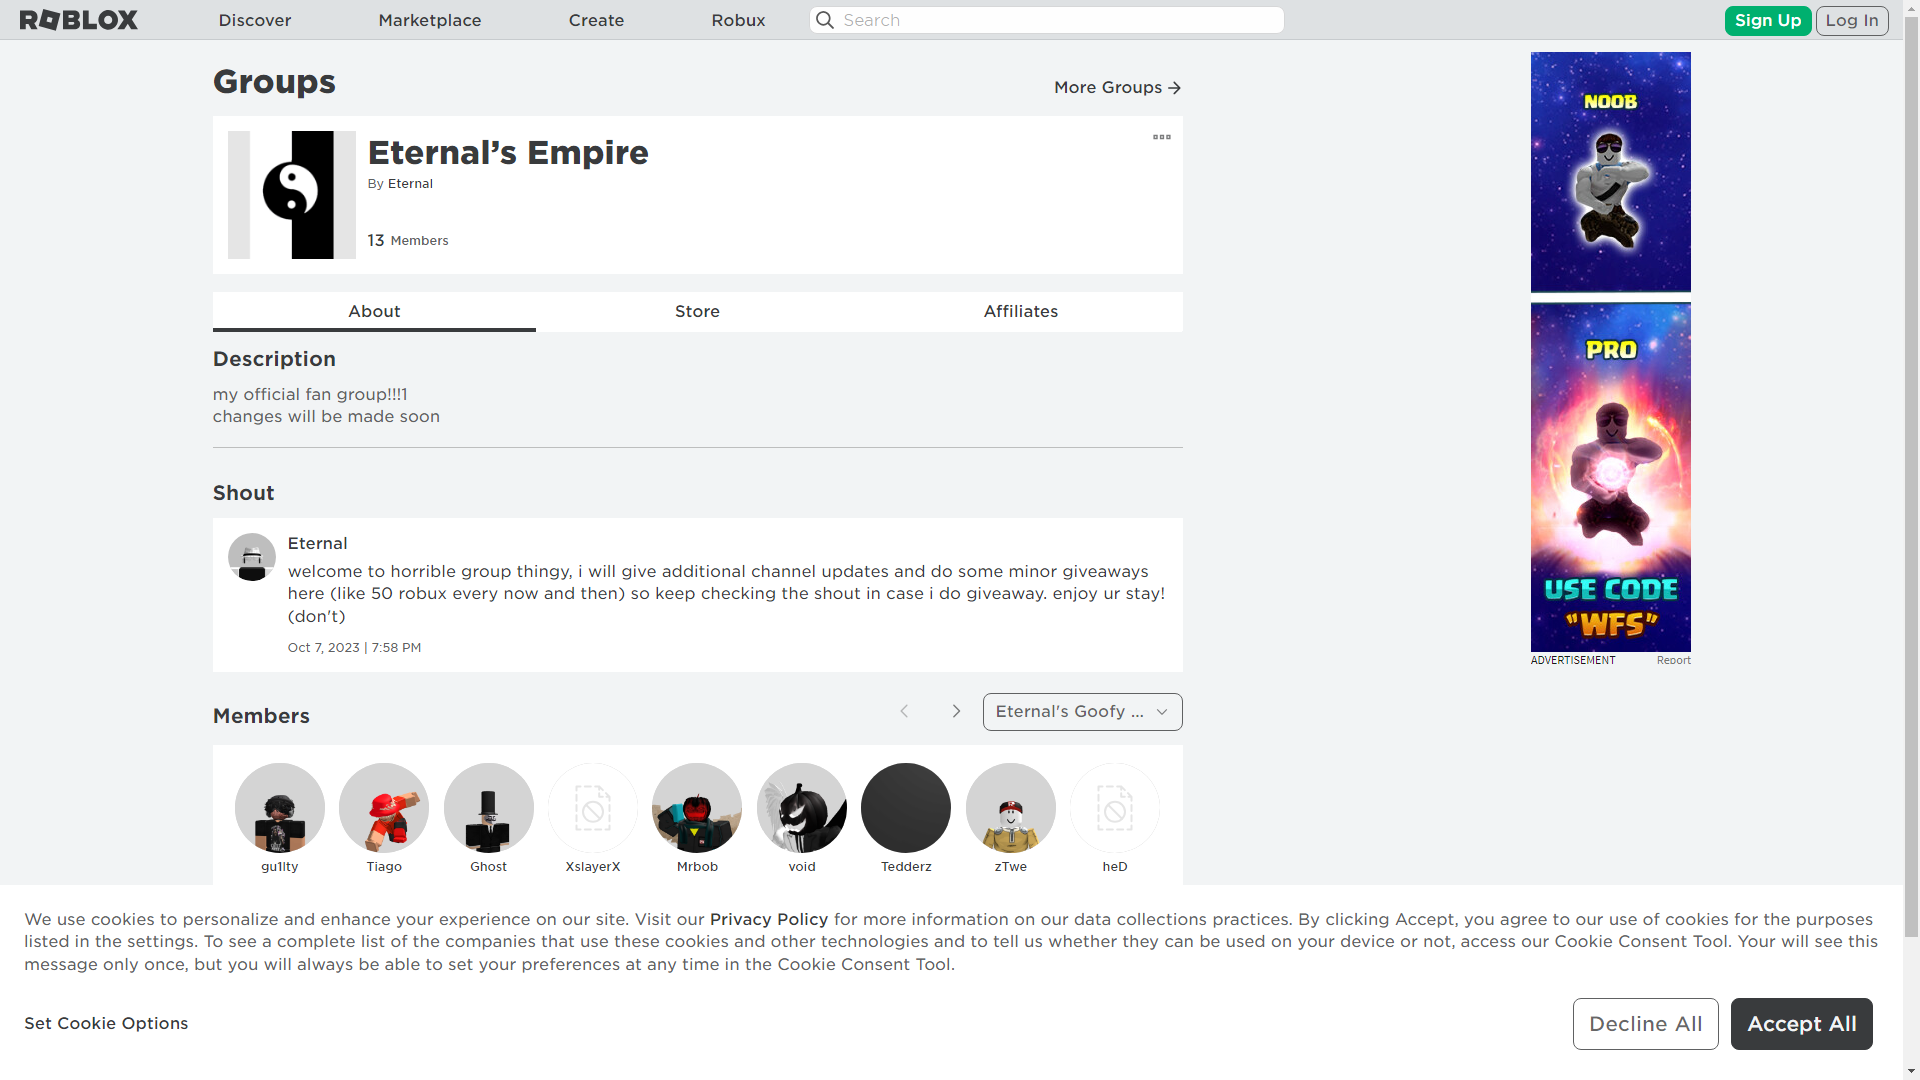 ROBLOX
Discover
Marketplace
Create
Robux
Search
Sign Up
Log In
Groups
More Groups
Eternal’s Empire
By Eternal
13 Members
About
Store
Affiliates
Description
my official fan group!!!1
changes will be made soon
Shout
Eternal
welcome to horrible group thingy, i will give additional channel updates and do some minor giveaways
here (like 50 robux every now and then) so keep checking the shout in case i do giveaway. enjoy ur stay!
(don't)
Oct 7, 2023 | 7:58 PM
Members
Eternal's Goofy ...
gu1lty
Tiago
Ghost
XslayerX
Mrbob
void
Tedderz
zTwe
heD
NOOB
PRO
USE CODE
"WFS"
ADVERTISEMENT
Report
We use cookies to personalize and enhance your experience on our site. Visit our Privacy Policy for more information on our data collections practices. By clicking Accept, you agree to our use of cookies for the purposes
listed in the settings. To see a complete list of the companies that use these cookies and other technologies and to tell us whether they can be used on your device or not, access our Cookie Consent Tool. Your will see this
message only once, but you will always be able to set your preferences at any time in the Cookie Consent Tool.
Set Cookie Options
Decline All
Accept All